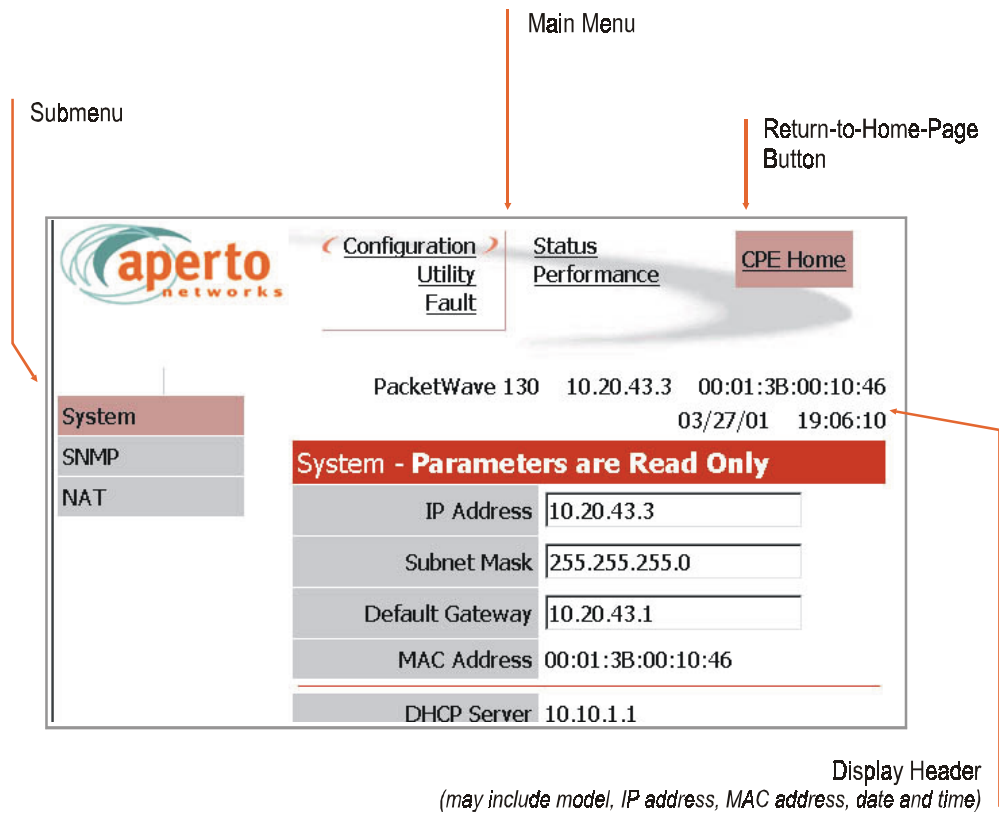 Main Menu
Submenu
Return-to-Home-Page
Button
aperto
networks
Configuration
Utility
Fault
Status
Performance
CPE Home
PacketWave 130 10.20.43.3 00:01:3B:00:10:46
03/27/01 19:06:10
System
SNMP
NAT
System - Parameters are Read Only
IP Address 10.20.43.3
Subnet Mask 255.255.255.0
Default Gateway 10.20.43.1
MAC Address 00:01:3B:00:10:46
DHCP Server 10.10.1.1
Display Header
(may include model, IP address, MAC address, date and time)